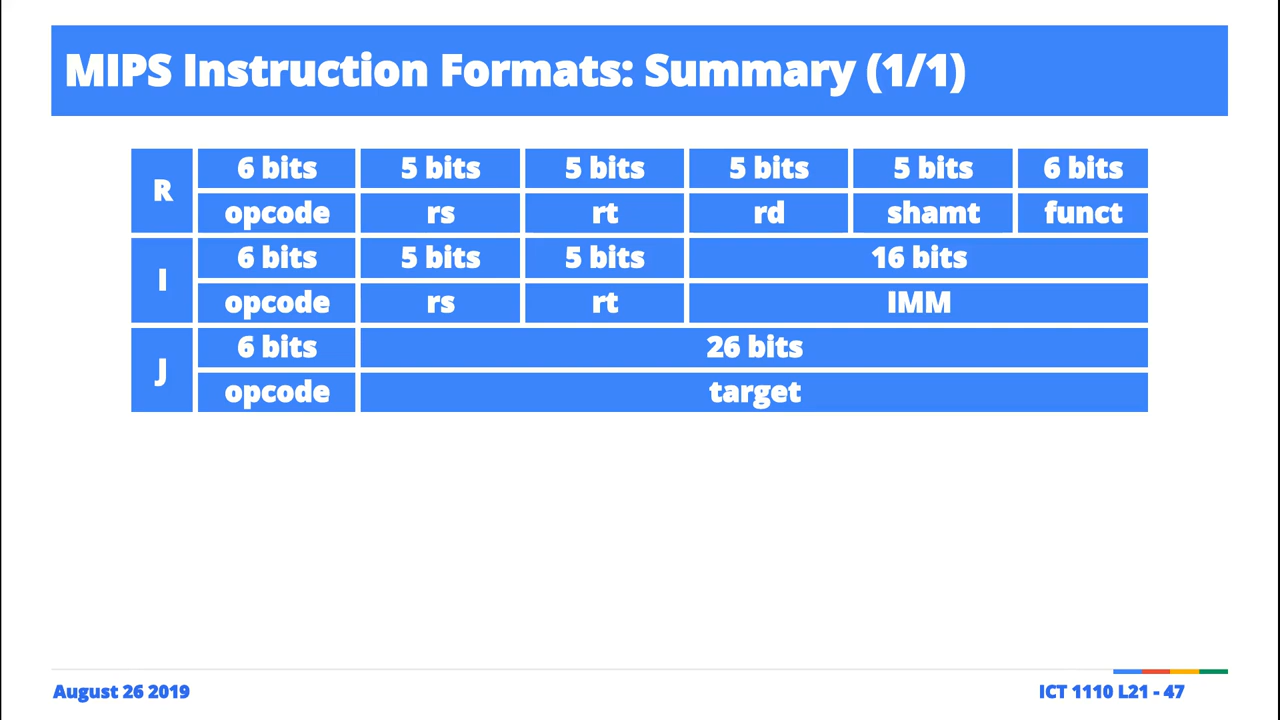 MIPS Instruction Formats: Summary (1/1)
R
6 bits 5 bits 5 bits 5 bits 5 bits 6 bits
opcode rs rt rd shamt funct
I
6 bits 5 bits 5 bits 16 bits
opcode rs rt IMM
J
6 bits 26 bits
opcode target
August 26 2019
ICT 1110 L21 - 47